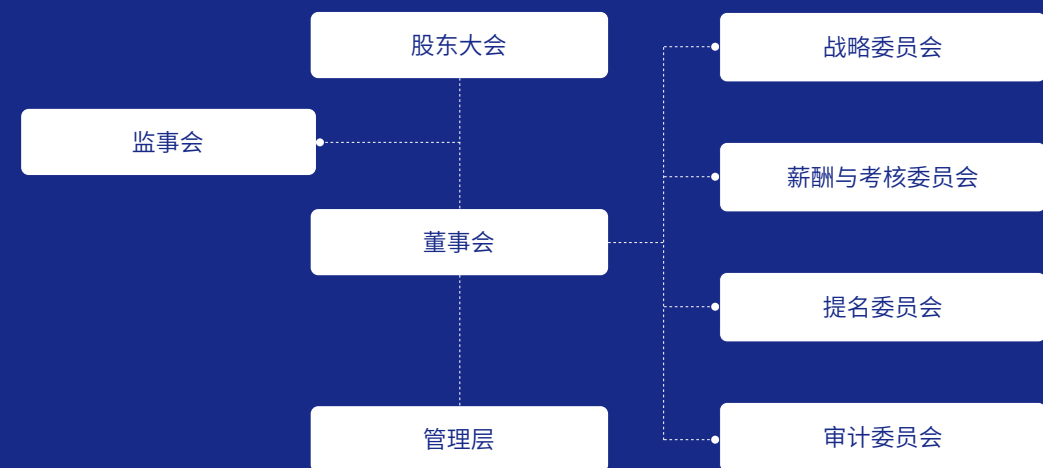 股东大会
监事会
董事会
管理层
战略委员会
薪酬与考核委员会
提名委员会
审计委员会